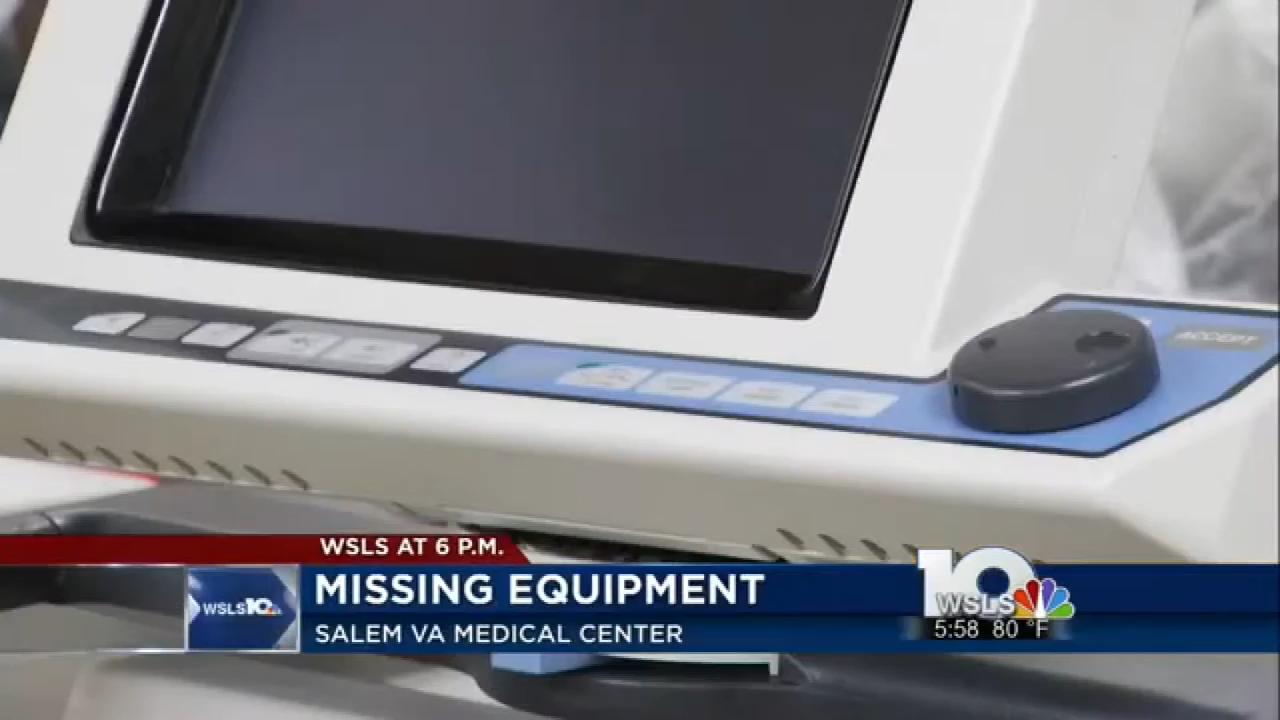 ACCEPT
WSLS AT 6 P.M.
MISSING EQUIPMENT
SALEM VA MEDICAL CENTER
WSLS10
10
WSLS
5:58 80 °F